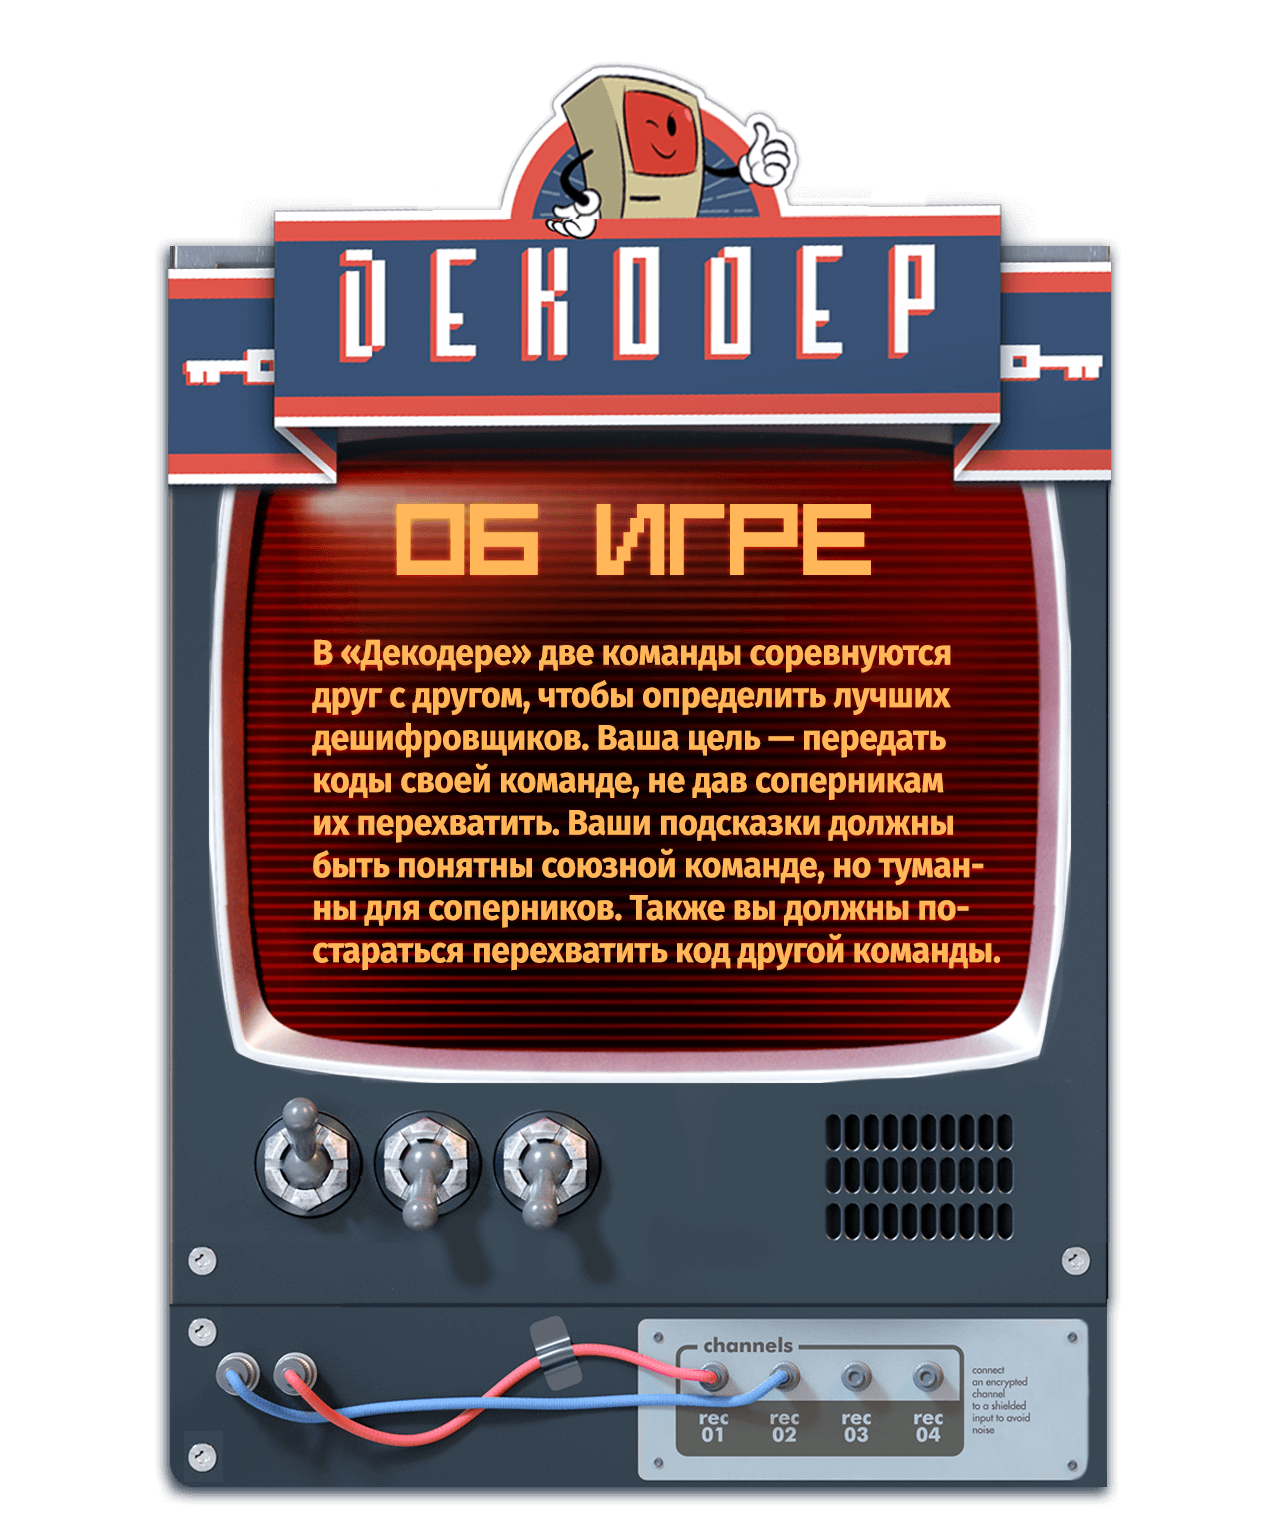 ДЕКОДЕР
ОБ ИГРЕ
В «Декодере» две команды соревнуются
друг с другом, чтобы определить лучших
дешифровщиков. Ваша цель — передать
коды своей команде, не дав соперникам
их перехватить. Ваши подсказки должны
быть понятны союзной команде, но туман-
ны для соперников. Также вы должны по-
стараться перехватить код другой команды.
channels
rec 01
rec 02
rec 03
rec 04
connect
an encrypted
channel
to a shielded
input to avoid
noise